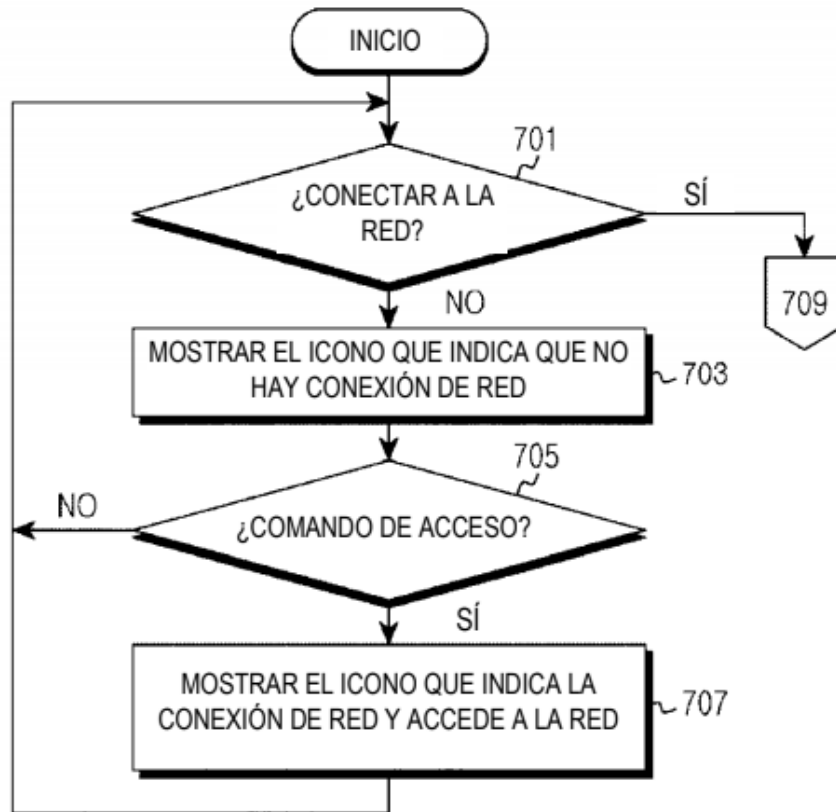 INICIO
701
¿CONECTAR A LA
RED?
SÍ
709
NO
MOSTRAR EL ICONO QUE INDICA QUE NO
HAY CONEXIÓN DE RED
703
705
NO
¿COMANDO DE ACCESO?
SÍ
MOSTRAR EL ICONO QUE INDICA LA
CONEXIÓN DE RED Y ACCEDE A LA RED
707